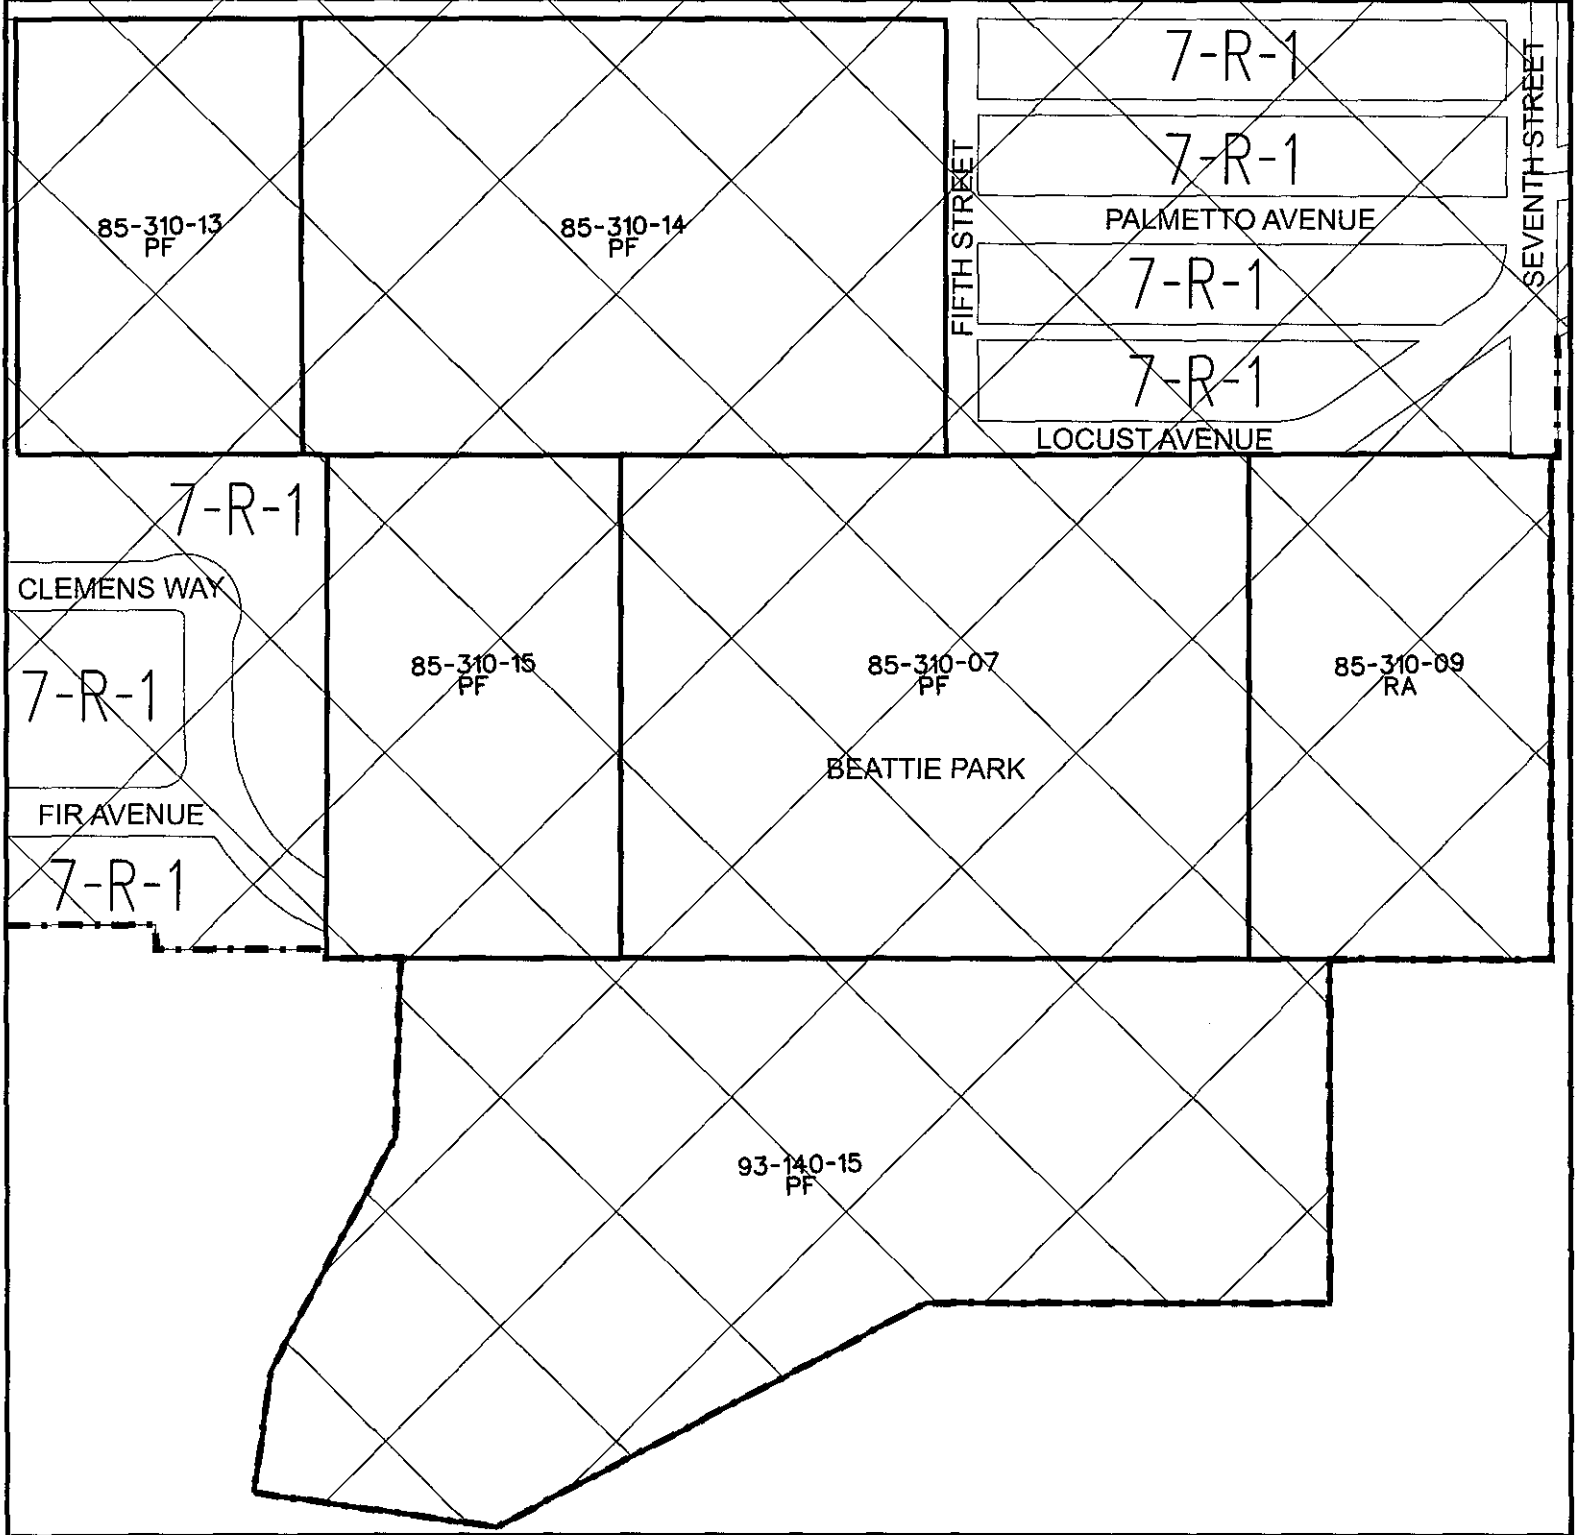 7-R-1
7-R-1
PALMETTO AVENUE
7-R-1
7-R-1
LOCUST AVENUE
FIFTH STREET
SEVENTH STREET
85-310-13
PF
85-310-14
PF
7-R-1
CLEMENS WAY
7-R-1
FIR AVENUE
7-R-1
85-310-15
PF
85-310-07
PF
BEATTIE PARK
85-310-09
RA
93-140-15
PF